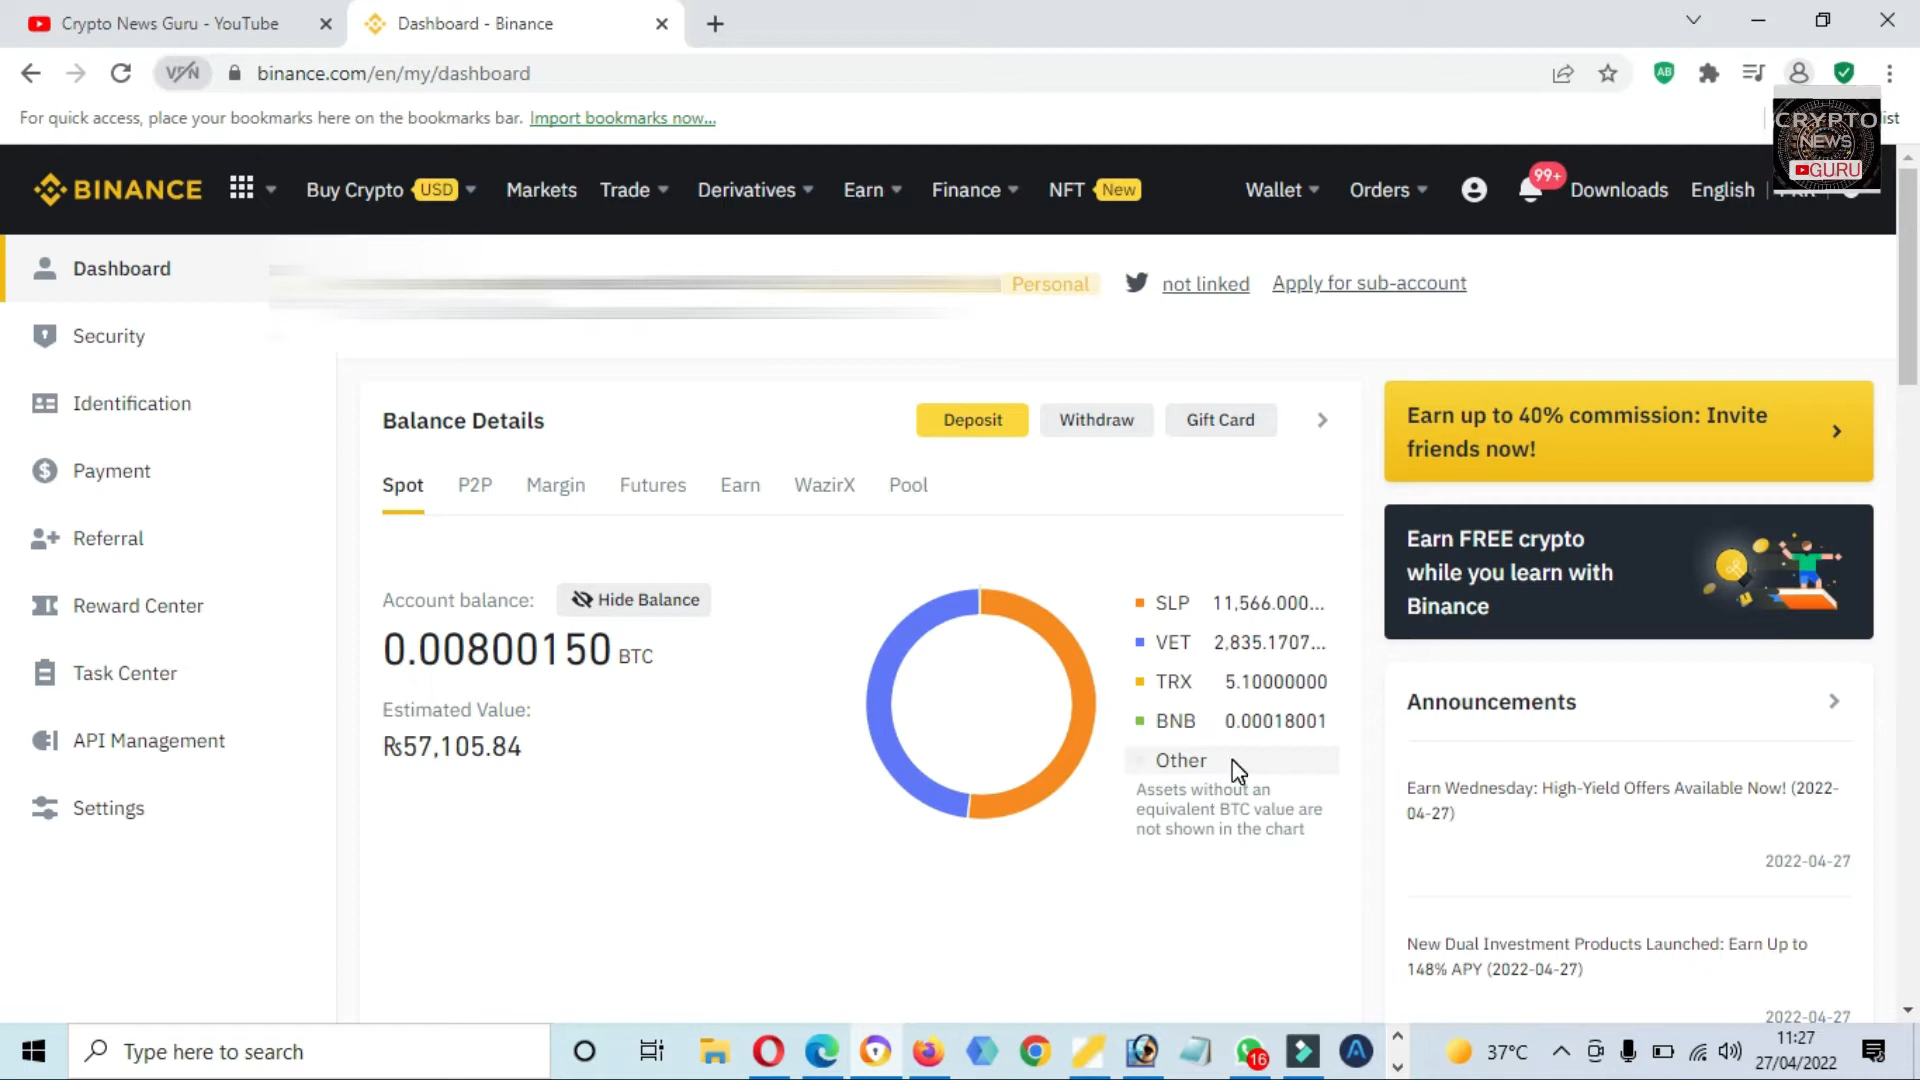 Crypto News Guru - YouTube
Dashboard - Binance
VPN
binance.com/en/my/dashboard
AB
For quick access, place your bookmarks here on the bookmarks bar. Import bookmarks now...
CRYPTO
NEWS
GURU
ist
BINANCE
Buy Crypto USD
Markets
Trade
Derivatives
Earn
Finance
NFT New
Wallet
Orders
99+
Downloads
English
Dashboard
Personal
not linked
Apply for sub-account
Security
Identification
Payment
Referral
Reward Center
Task Center
API Management
Settings
Balance Details
Deposit
Withdraw
Gift Card
Spot
P2P
Margin
Futures
Earn
WazirX
Pool
Account balance:
Hide Balance
0.00800150 BTC
Estimated Value:
₨57,105.84
SLP 11,566.000...
VET 2,835.1707...
TRX 5.10000000
BNB 0.00018001
Other
Assets without an
equivalent BTC value are
not shown in the chart
Earn up to 40% commission: Invite
friends now!
Earn FREE crypto
while you learn with
Binance
Announcements
Earn Wednesday: High-Yield Offers Available Now! (2022-
04-27)
2022-04-27
New Dual Investment Products Launched: Earn Up to
148% APY (2022-04-27)
2022-04-27
Type here to search
16
37°C
11:27
27/04/2022